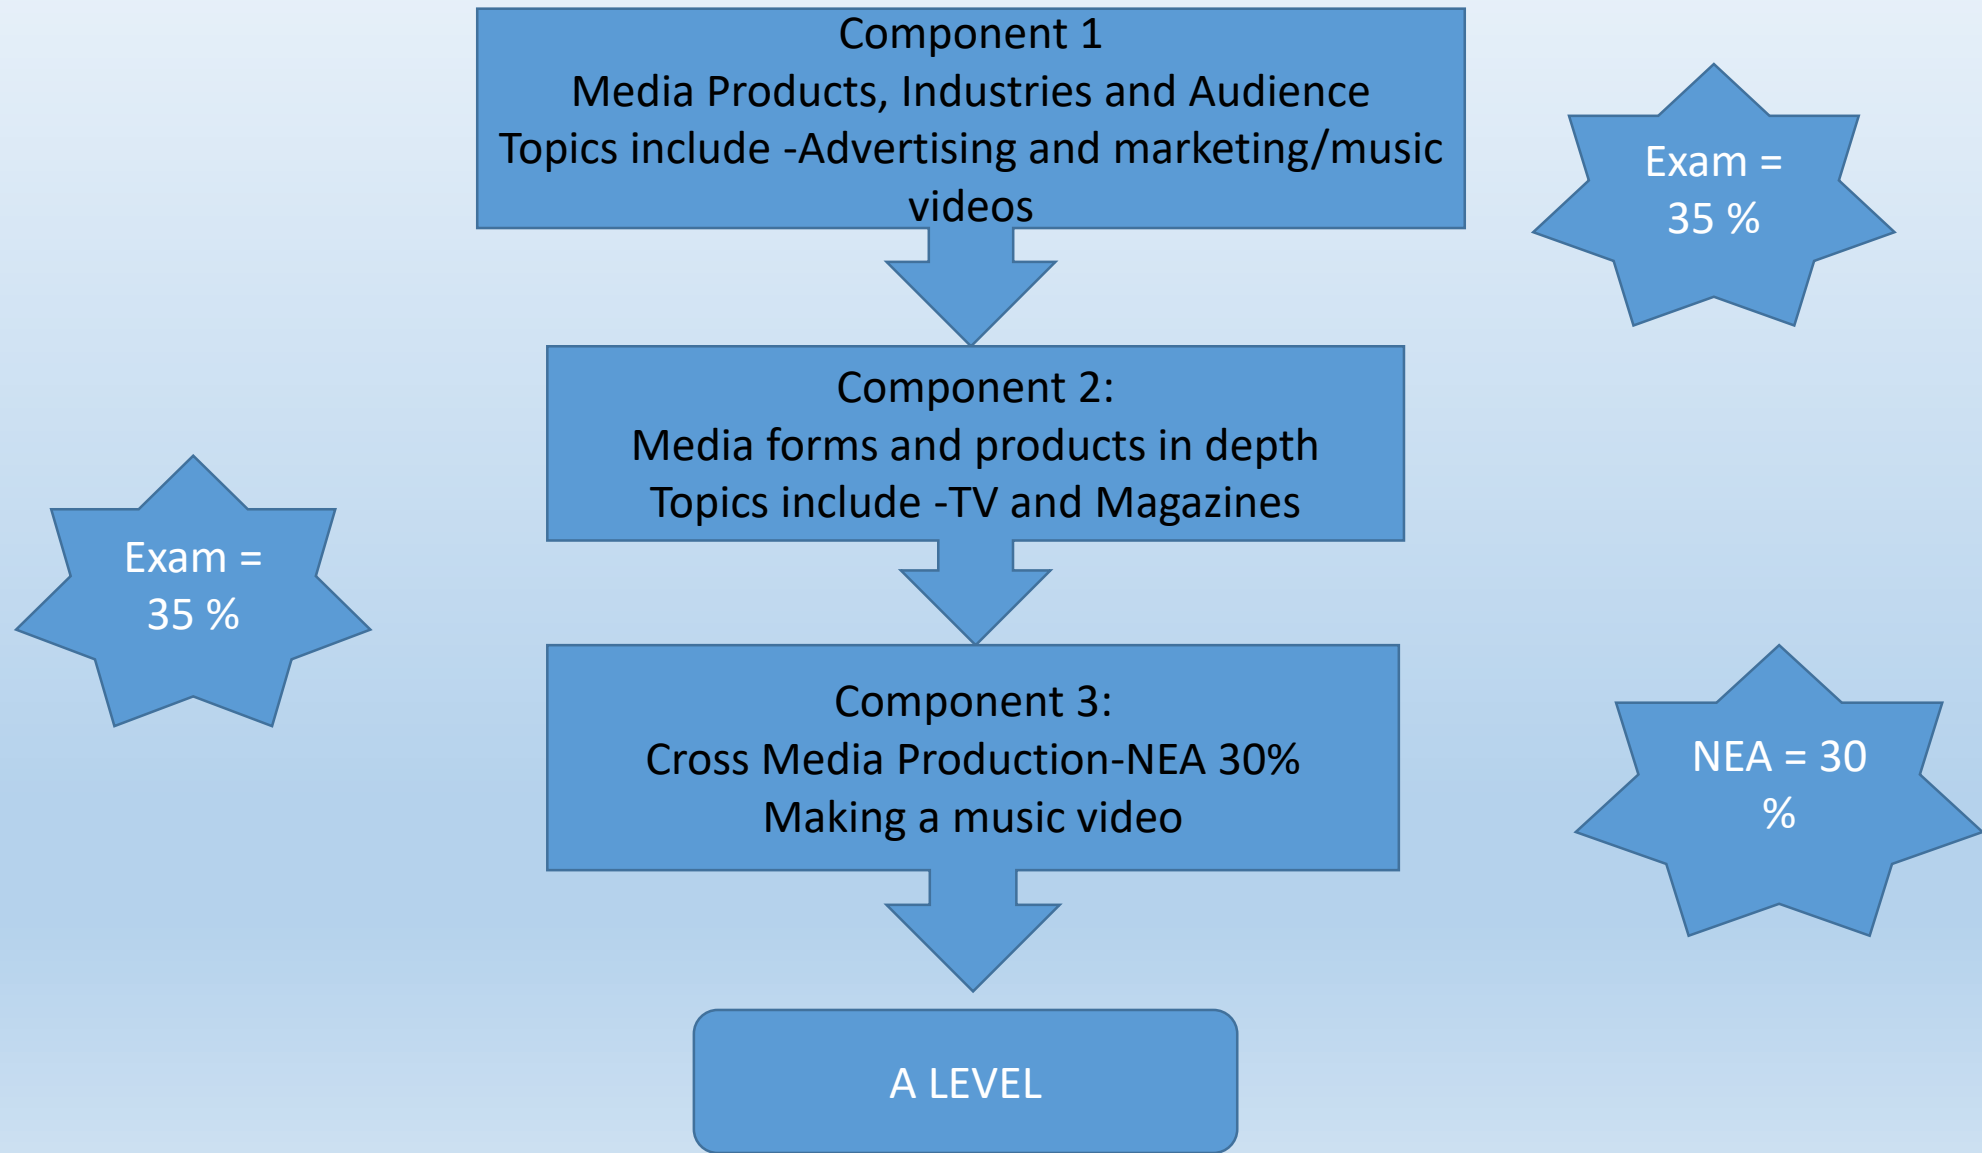 Component 1
Media Products, Industries and Audience
Topics include -Advertising and marketing/music
videos
Exam =
35 %
Component 2:
Media forms and products in depth
Topics include -TV and Magazines
Exam =
35 %
Component 3:
Cross Media Production-NEA 30%
Making a music video
NEA = 30
%
A LEVEL